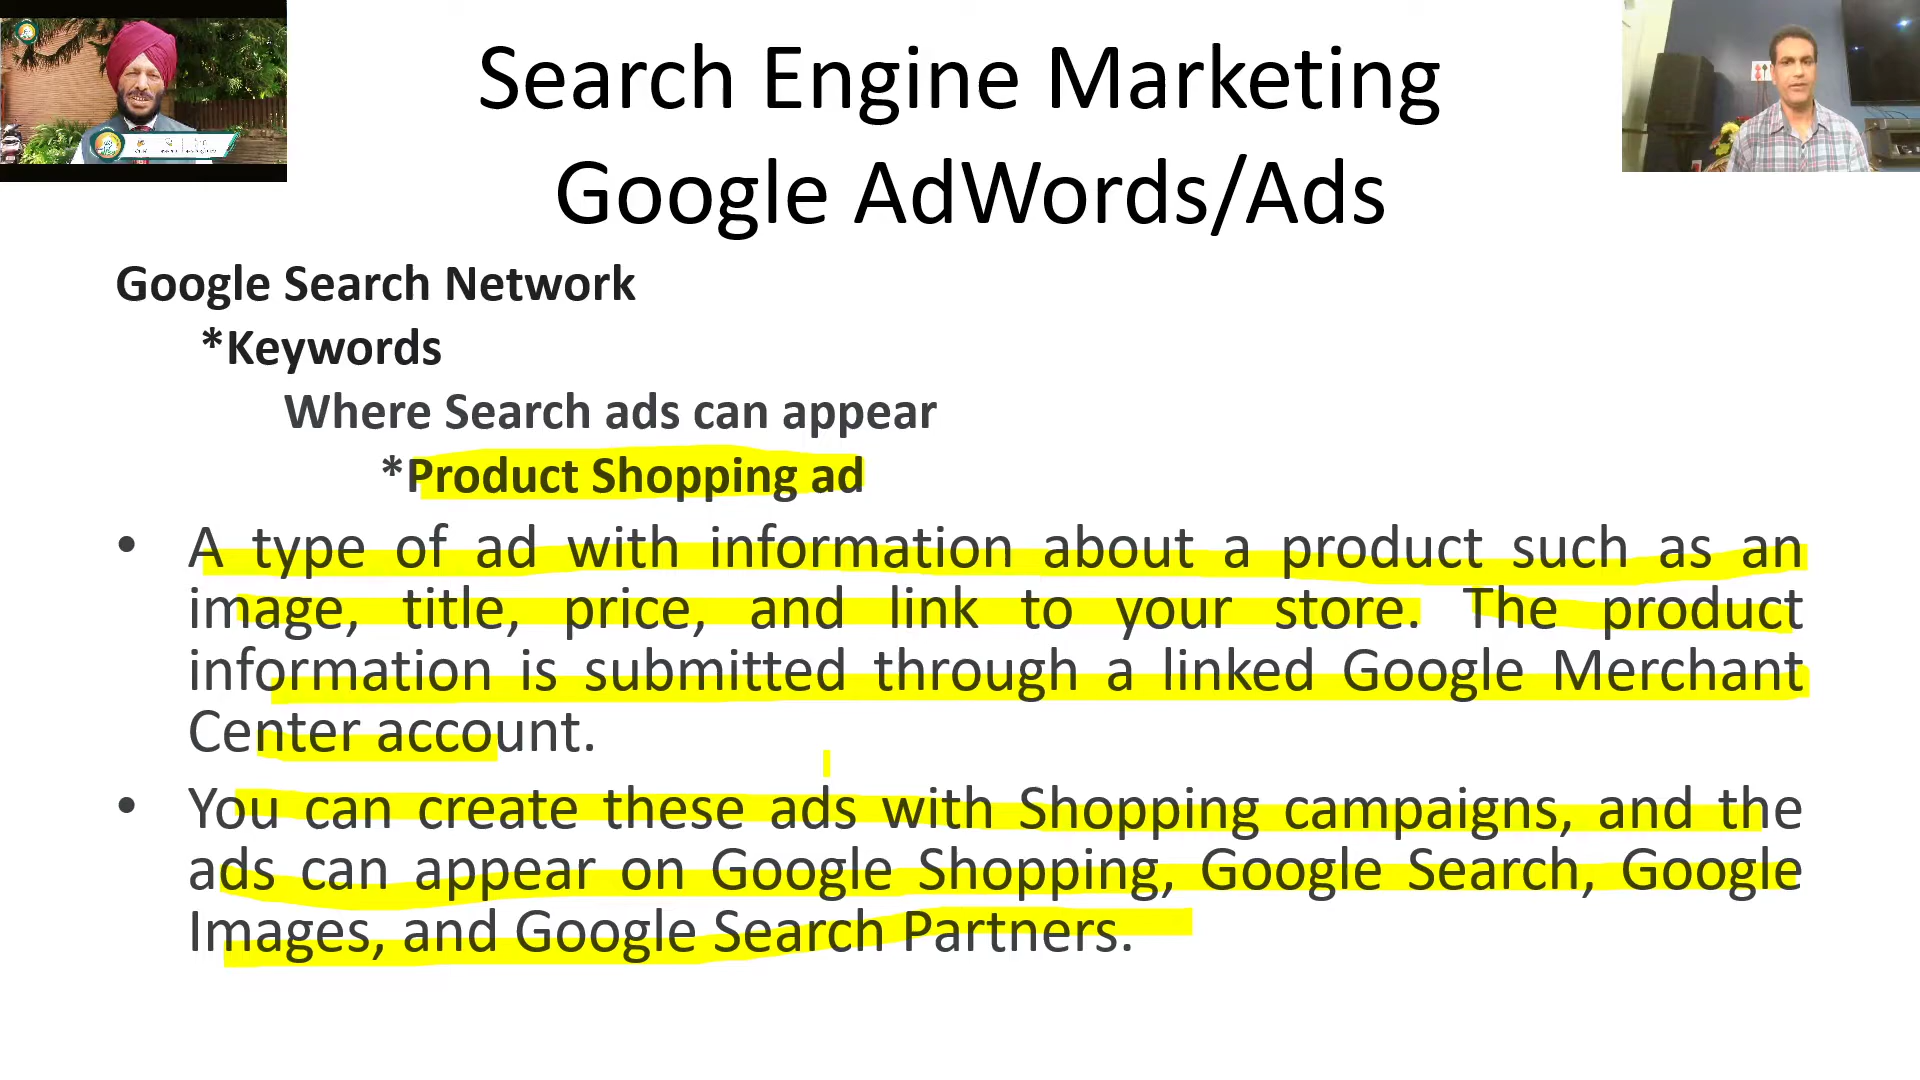 Search Engine Marketing
Google AdWords/Ads
Google Search Network
*Keywords
Where Search ads can appear
*Product Shopping ad
• A type of ad with information about a product such as an
image, title, price, and link to your store. The product
information is submitted through a linked Google Merchant
Center account.
• You can create these ads with Shopping campaigns, and the
ads can appear on Google Shopping, Google Search, Google
Images, and Google Search Partners.